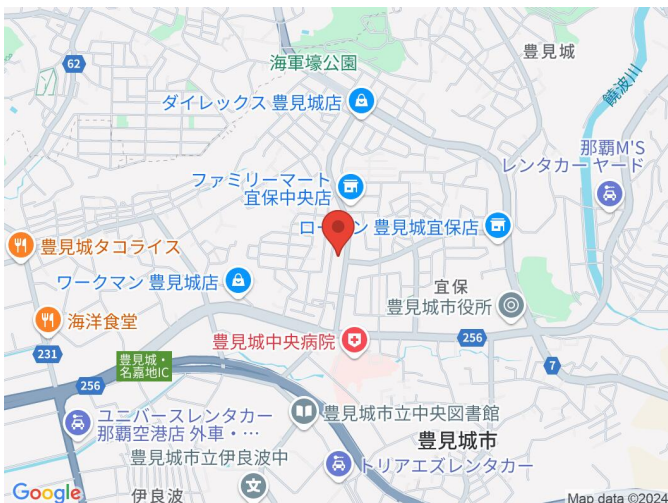 海軍壕公園
豊見城
62
饒波川
ダイレックス 豊見城店
那覇M'S
レンタカー ヤード
ファミリーマート
宜保中央店
ロー
ン 豊見城宜保店
豊見城タコライス
ワークマン 豊見城店
宜保
豊見城市役所
海洋食堂
豊見城中央病院
256
231
豊見城・
名嘉地IC
7
256
ユニバースレンタカー
那覇空港店 外車・…
豊見城市立中央図書館
豊見城市
豊見城市立伊良波中
トリアエズレンタカー
伊良波
Google
Map data ©2024